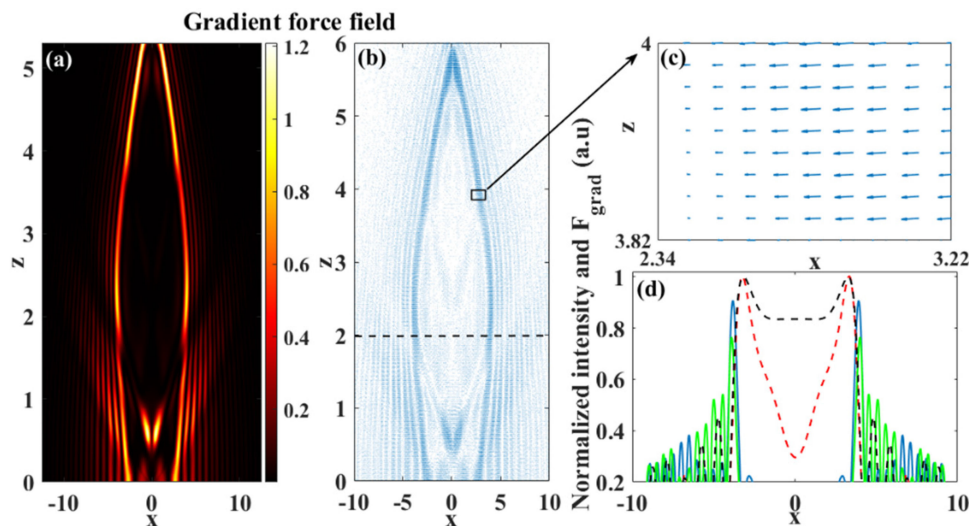 Gradient force field
(a)
5
4
3
2
1
0
z
-10 0 10
x
1.2
1
0.8
0.6
0.4
0.2
(b)
6
5
4
3
2
1
0
z
-10 -5 0 5 10
x
(c)
4
z
3.82
2.34 x 3.22
(d)
Normalized intensity and F_grad (a.u)
1
0.8
0.6
0.4
0.2
-10 0 10
x